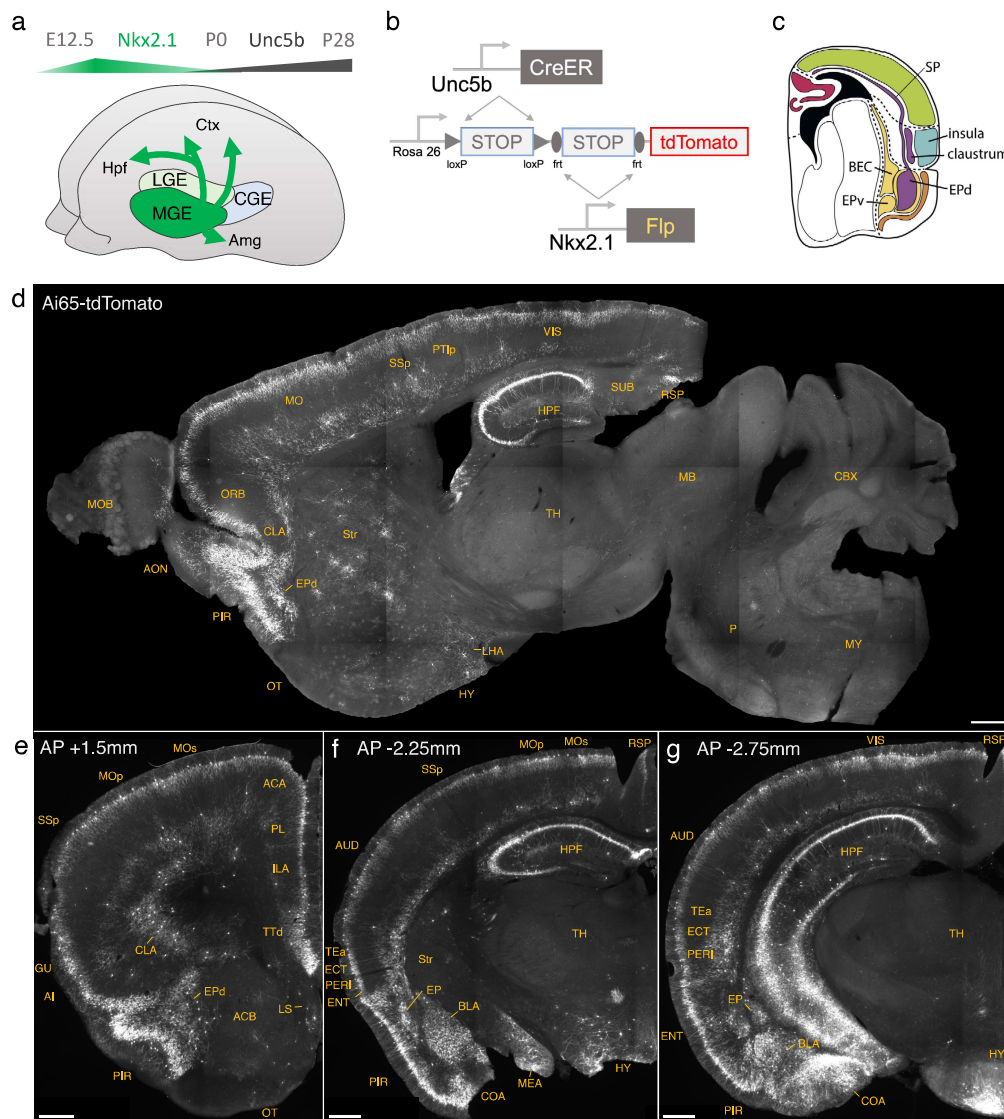 a
E12.5 Nkx2.1 P0 Unc5b P28
Ctx
Hpf
LGE
CGE
MGE
Amg
b
CreER
Unc5b
STOP STOP tdTomato
Rosa 26
loxP loxP frt frt
Flp
Nkx2.1
c
SP
insula
claustrum
BEC
EPd
EPv
d
Ai65-tdTomato
VIS
PTlp
SSp
SUB
RSP
MO
HPF
MB
CBX
ORB
MOB
TH
CLA
Str
AON
EPd
PIR
P
MY
LHA
OT
HY
e
AP +1.5mm
MOs
MOp
ACA
SSp
PL
ILA
TTd
CLA
GU
EPd
AI
LS
ACB
PIR
OT
f
AP -2.25mm
MOp
MOs
RSP
SSp
AUD
HPF
TH
TEa
Str
ECT
PERI
EP
ENT
BLA
PIR
MEA
HY
COA
g
AP -2.75mm
VIS
RSP
AUD
HPF
TEa
ECT
TH
PERI
EP
ENT
BLA
HY
COA
PIR